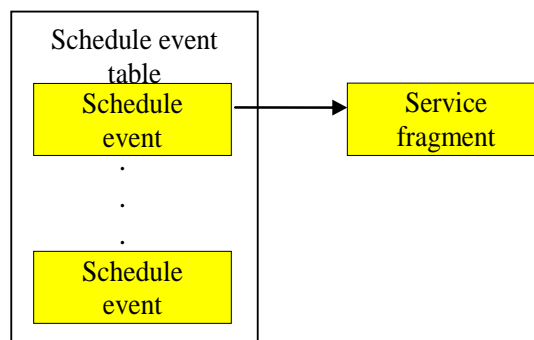 Schedule event
table
Schedule
event
Service
fragment
.
.
.
Schedule
event